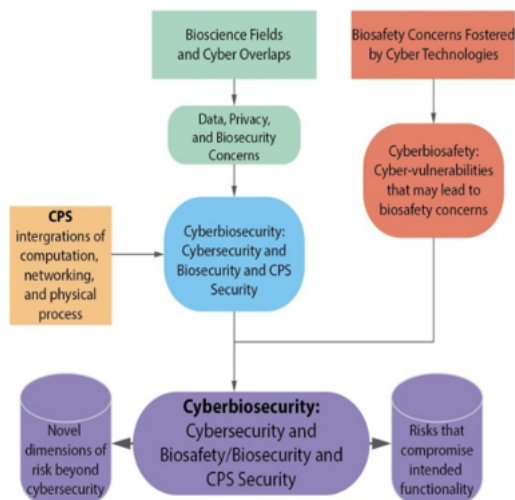 Bioscience Fields
and Cyber Overlaps
Biosafety Concerns Fostered
by Cyber Technologies
Data, Privacy,
and Biosecurity
Concerns
Cyberbiosafety:
Cyber-vulnerabilities
that may lead to
biosafety concerns
CPS
intergrations of
computation,
networking,
and physical
process
Cyberbiosecurity:
Cybersecurity and
Biosecurity and CPS
Security
Novel
dimensions of
risk beyond
cybersecurity
Cyberbiosecurity:
Cybersecurity and
Biosafety/Biosecurity and
CPS Security
Risks that
compromise
intended
functionality